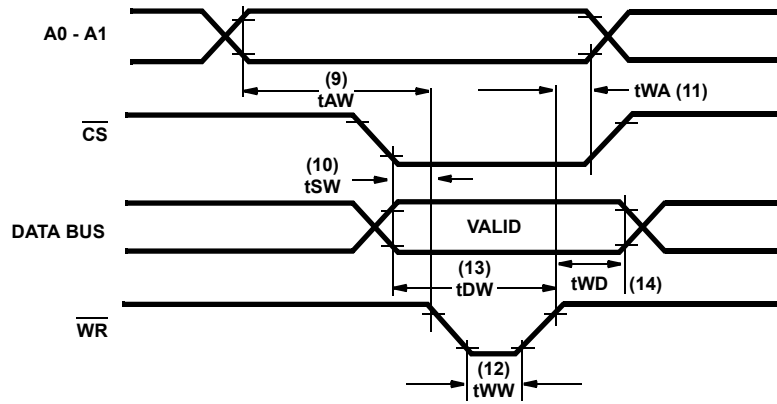 A0 - A1
(9)
tAW
tWA (11)
CS
(10)
tSW
DATA BUS
VALID
(13)
tDW
tWD
(14)
WR
(12)
tWW